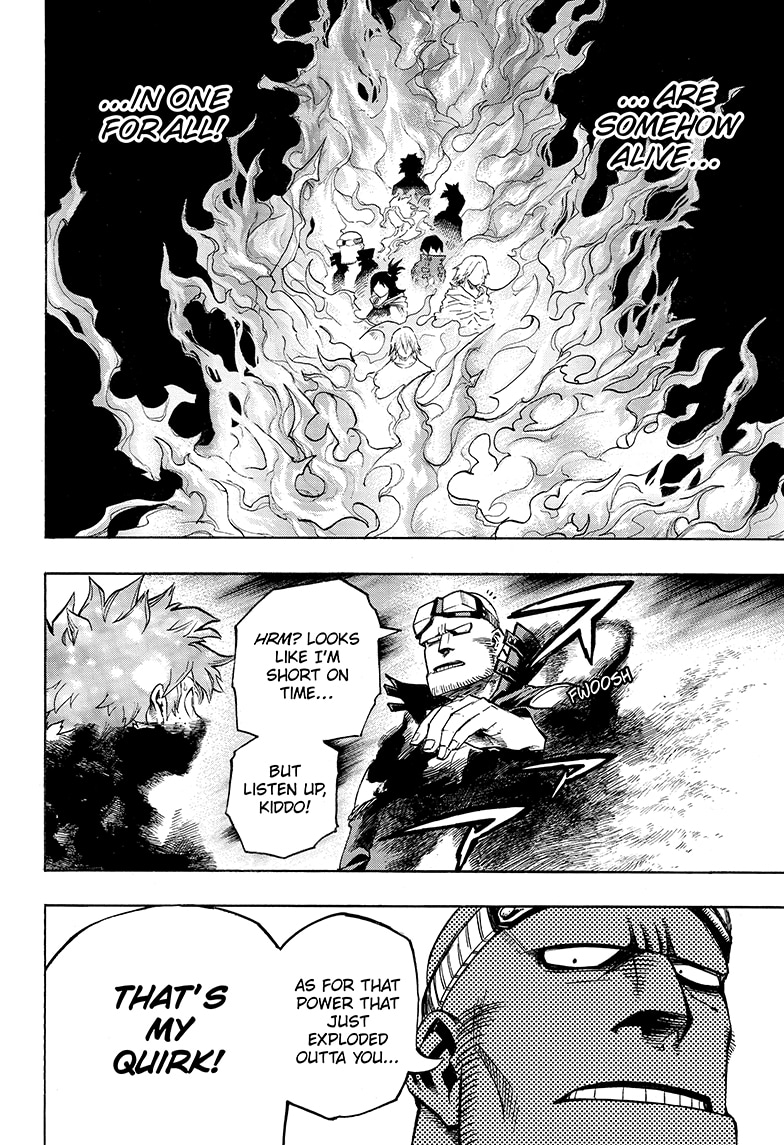 ... ARE
SOMEHOW
ALIVE...
...IN ONE
FOR ALL!
FWOOSH
HRM? LOOKS
LIKE I'M
SHORT ON
TIME...
BUT
LISTEN UP,
KIDDO!
AS FOR THAT
POWER THAT
JUST
EXPLODED
OUTTA YOU...
THAT'S
MY
QUIRK!